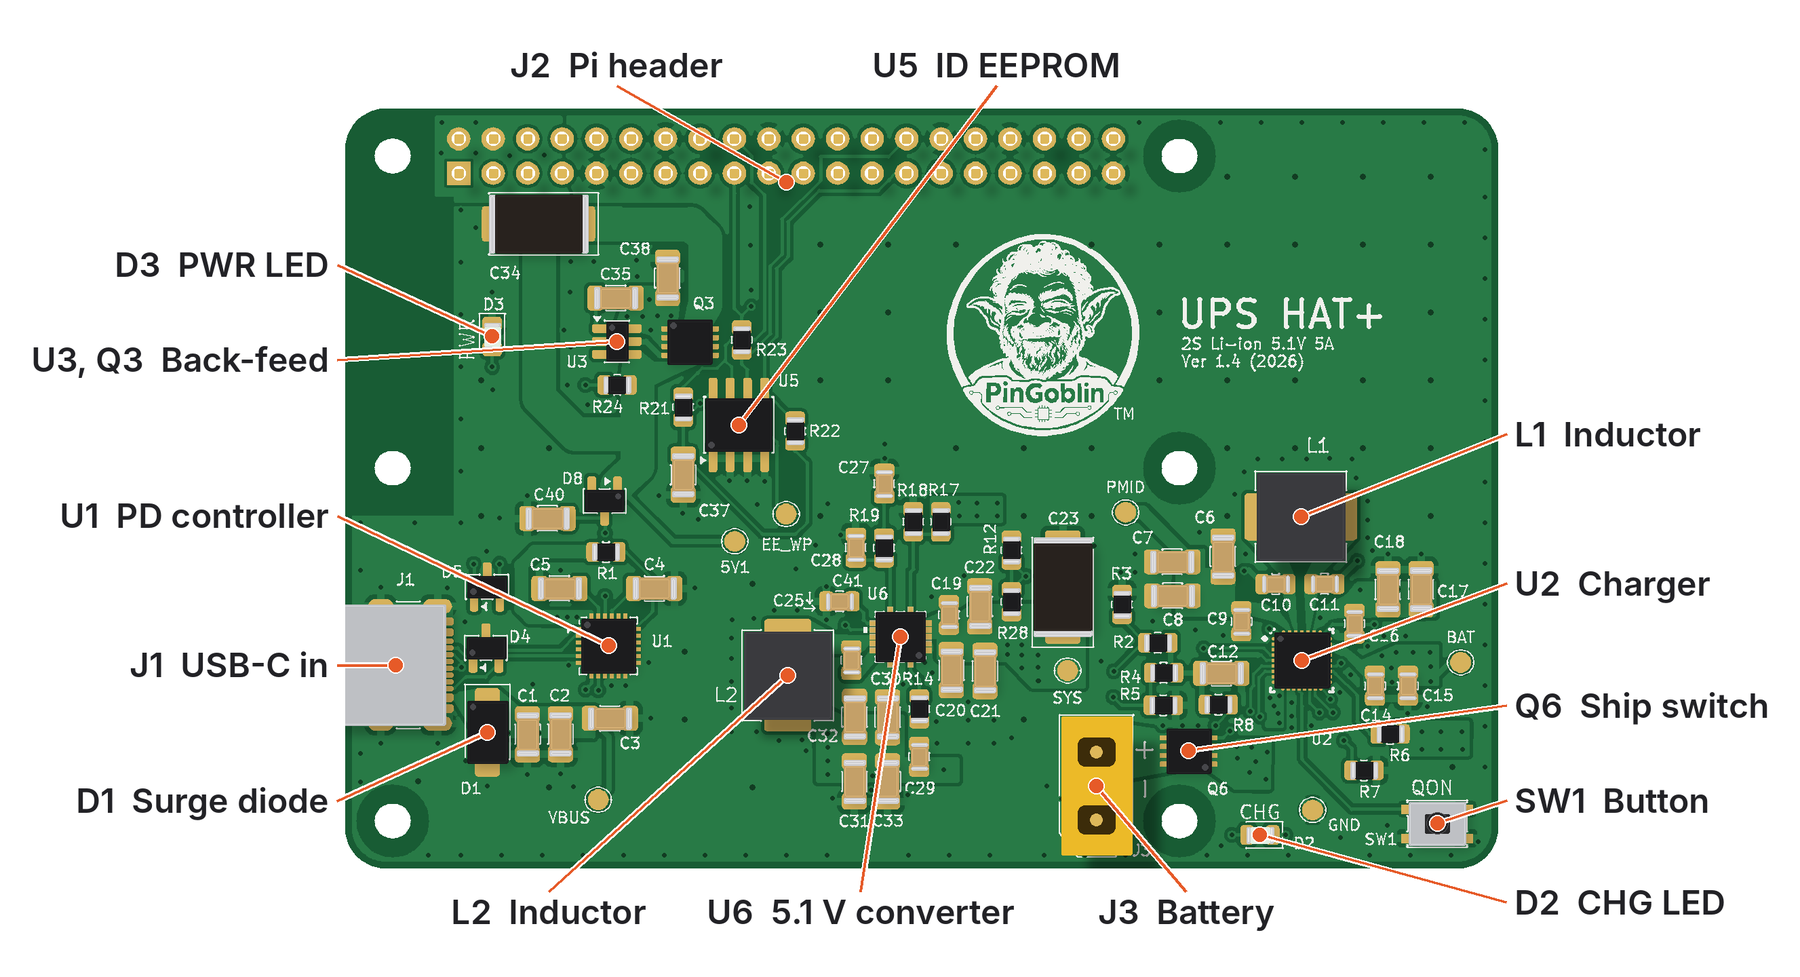 J2 Pi header
U5 ID EEPROM
D3 PWR LED
U3, Q3 Back-feed
U1 PD controller
J1 USB-C in
D1 Surge diode
L2 Inductor
U6 5.1 V converter
J3 Battery
L1 Inductor
U2 Charger
Q6 Ship switch
SW1 Button
D2 CHG LED
C34
C38
C35
D3
Q3
U3
R23
R24
R21
U5
R22
C37
D8
C40
R1
C5
C4
J1
D4
U1
D1
C1
C2
C3
VBUS
5V1
EE_WP
PinGoblin
TM
UPS HAT+
2S Li-ion 5.1V 5A
Ver 1.4 (2026)
C27
R18
R17
R19
C28
C41
C25
U6
C19
C22
R12
R28
C23
L2
C30
R14
C20
C21
C32
C29
C31
C33
SYS
PMID
C7
C6
L1
R3
C8
C9
C10
C11
C18
C17
C16
R2
C12
R4
R5
R8
BAT
C15
C14
R6
U2
R7
Q6
+
CHG
D2
GND
QON
SW1